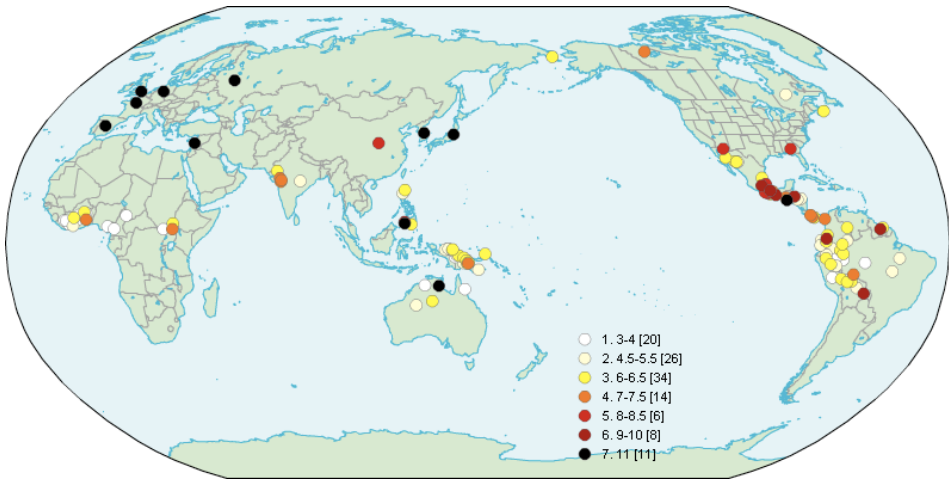 1. 3-4 [20]
2. 4.5-5.5 [26]
3. 6-6.5 [34]
4. 7-7.5 [14]
5. 8-8.5 [6]
6. 9-10 [8]
7. 11 [11]